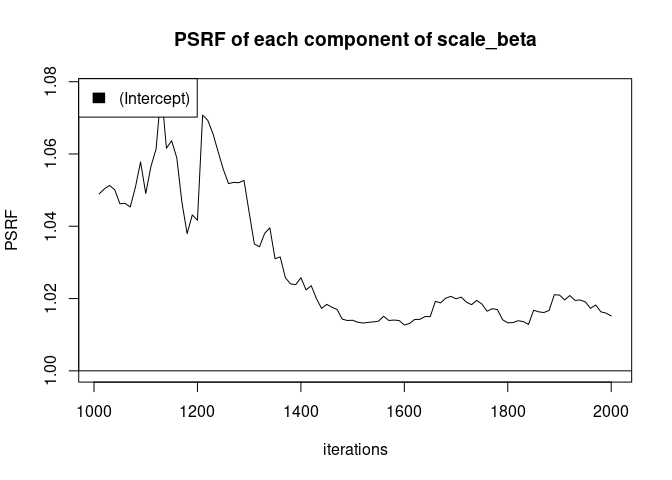 PSRF of each component of scale_beta
(Intercept)
PSRF
1.08
1.06
1.04
1.02
1.00
1000 1200 1400 1600 1800 2000
iterations